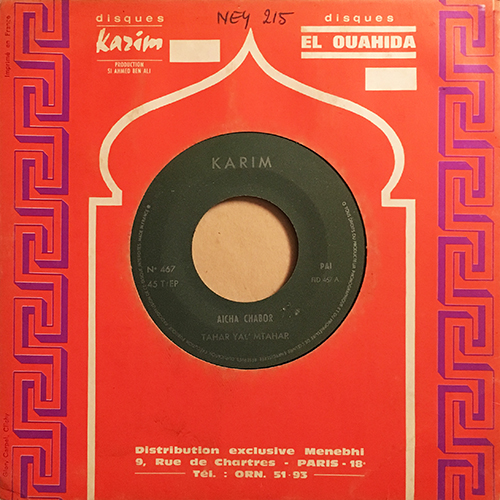 NEY 215
disques
Karim
PRODUCTION
SI AHMED BEN ALI
disques
EL OUAHIDA
Imprimé en France
KARIM
N° 467
45 T. EP
PAI
AICHA CHABOR
TAHAR YA MTAHAR
Distribution exclusive Menebhi
9, Rue de Chartres - PARIS - 18e
Tél. : ORN. 51-93